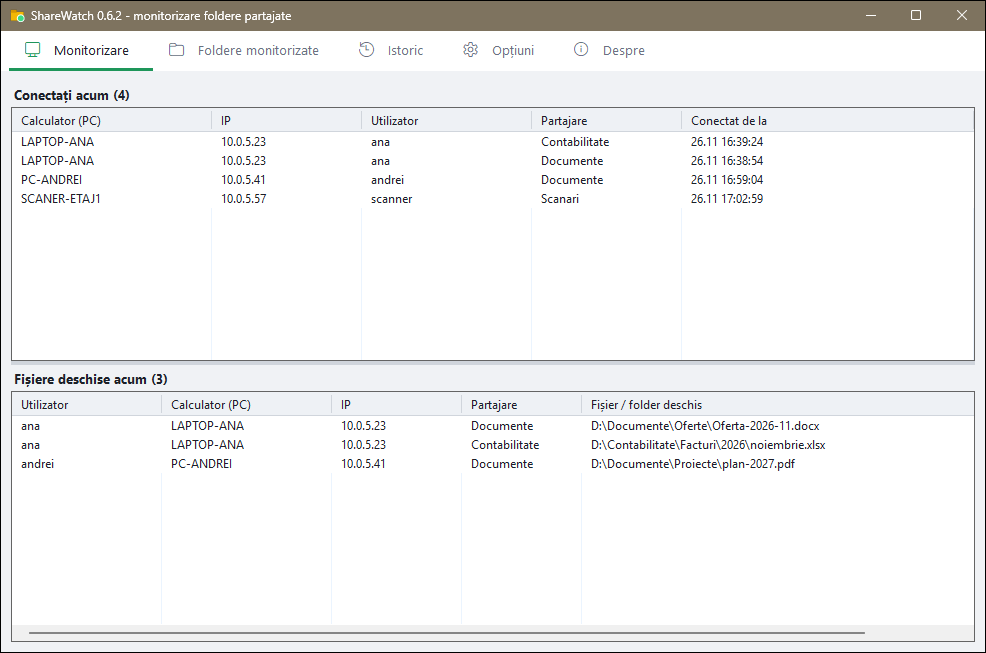 ShareWatch 0.6.2 - monitorizare foldere partajate
Monitorizare Foldere monitorizate Istoric Opțiuni Despre
Conectați acum (4)
Calculator (PC) IP Utilizator Partajare Conectat de la
LAPTOP-ANA 10.0.5.23 ana Contabilitate 26.11 16:39:24
LAPTOP-ANA 10.0.5.23 ana Documente 26.11 16:38:54
PC-ANDREI 10.0.5.41 andrei Documente 26.11 16:59:04
SCANER-ETAJ1 10.0.5.57 scanner Scanari 26.11 17:02:59
Fișiere deschise acum (3)
Utilizator Calculator (PC) IP Partajare Fișier / folder deschis
ana LAPTOP-ANA 10.0.5.23 Documente D:\Documente\Oferte\Oferta-2026-11.docx
ana LAPTOP-ANA 10.0.5.23 Contabilitate D:\Contabilitate\Facturi\2026\noiembrie.xlsx
andrei PC-ANDREI 10.0.5.41 Documente D:\Documente\Proiecte\plan-2027.pdf